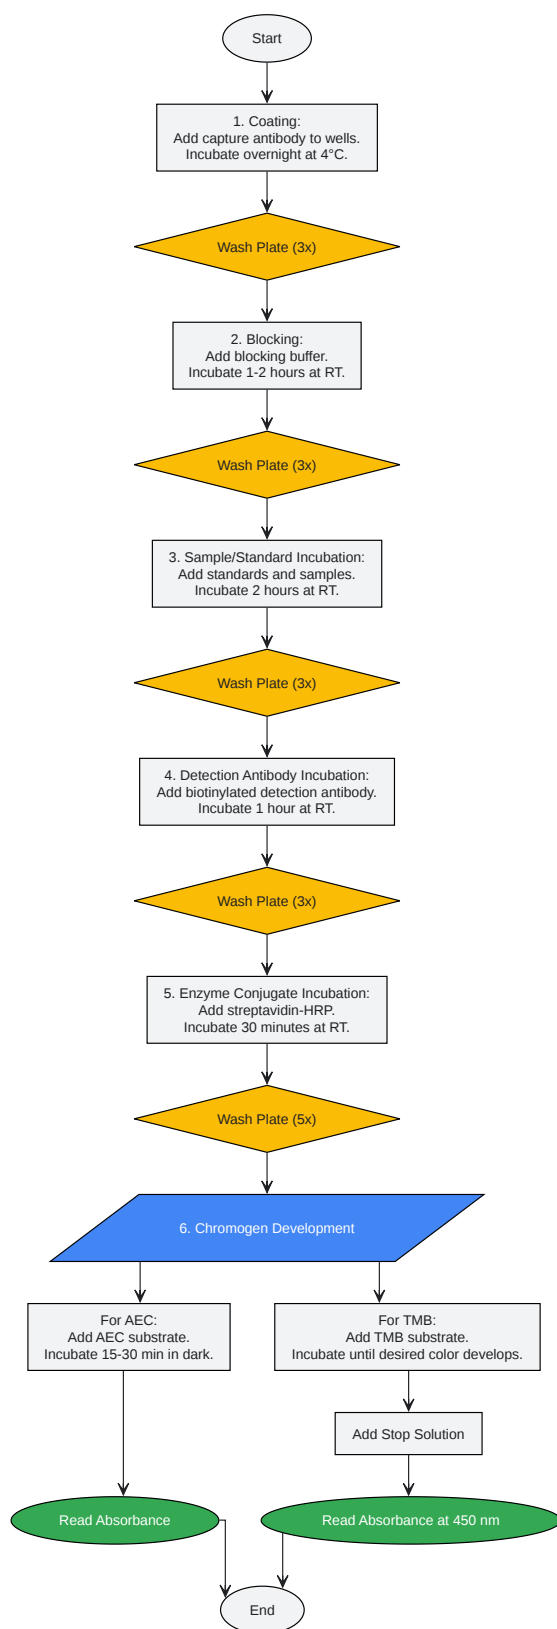 Start
1. Coating:
Add capture antibody to wells.
Incubate overnight at 4°C.
Wash Plate (3x)
2. Blocking:
Add blocking buffer.
Incubate 1-2 hours at RT.
Wash Plate (3x)
3. Sample/Standard Incubation:
Add standards and samples.
Incubate 2 hours at RT.
Wash Plate (3x)
4. Detection Antibody Incubation:
Add biotinylated detection antibody.
Incubate 1 hour at RT.
Wash Plate (3x)
5. Enzyme Conjugate Incubation:
Add streptavidin-HRP.
Incubate 30 minutes at RT.
Wash Plate (5x)
6. Chromogen Development
For AEC:
Add AEC substrate.
Incubate 15-30 min in dark.
For TMB:
Add TMB substrate.
Incubate until desired color develops.
Add Stop Solution
Read Absorbance
Read Absorbance at 450 nm
End